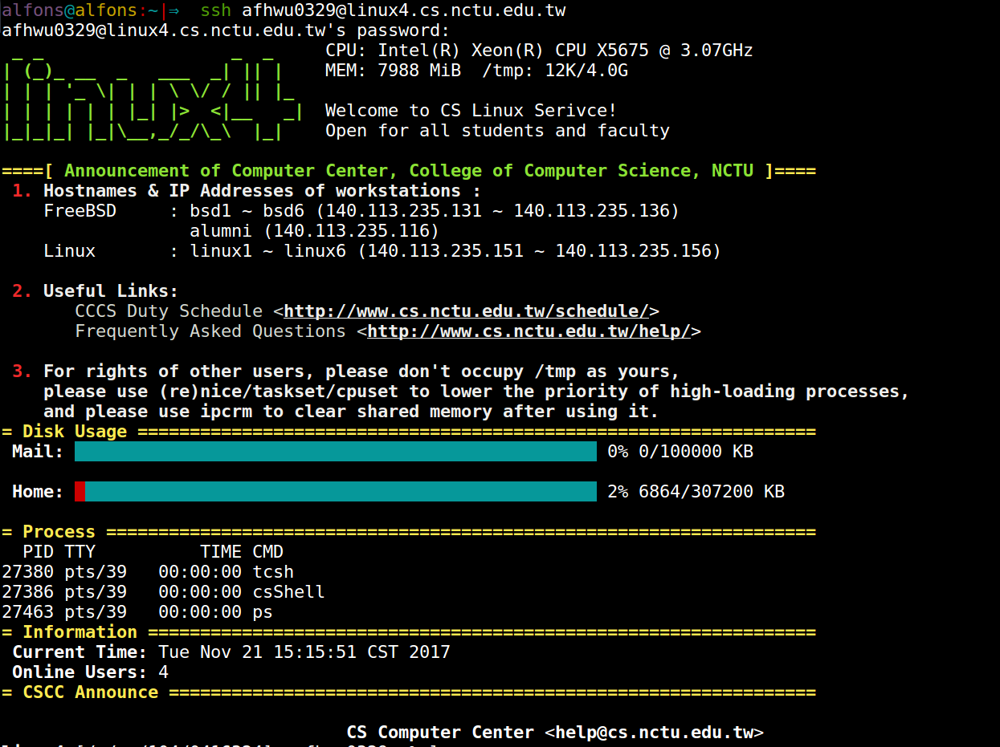 alfons@alfons:~|⇒  ssh afhwu0329@linux4.cs.nctu.edu.tw
afhwu0329@linux4.cs.nctu.edu.tw's password:
CPU: Intel(R) Xeon(R) CPU X5675 @ 3.07GHz
MEM: 7988 MiB  /tmp: 12K/4.0G
Welcome to CS Linux Serivce!
Open for all students and faculty
====[ Announcement of Computer Center, College of Computer Science, NCTU ]====
1. Hostnames & IP Addresses of workstations :
FreeBSD     : bsd1 ~ bsd6 (140.113.235.131 ~ 140.113.235.136)
alumni (140.113.235.116)
Linux       : linux1 ~ linux6 (140.113.235.151 ~ 140.113.235.156)
2. Useful Links:
CCCS Duty Schedule <http://www.cs.nctu.edu.tw/schedule/>
Frequently Asked Questions <http://www.cs.nctu.edu.tw/help/>
3. For rights of other users, please don't occupy /tmp as yours,
please use (re)nice/taskset/cpuset to lower the priority of high-loading processes,
and please use ipcrm to clear shared memory after using it.
= Disk Usage =================================================================
Mail: 0% 0/100000 KB
Home: 2% 6864/307200 KB
= Process ====================================================================
PID TTY          TIME CMD
27380 pts/39   00:00:00 tcsh
27386 pts/39   00:00:00 csShell
27463 pts/39   00:00:00 ps
= Information ================================================================
Current Time: Tue Nov 21 15:15:51 CST 2017
Online Users: 4
= CSCC Announce ==============================================================
CS Computer Center <help@cs.nctu.edu.tw>